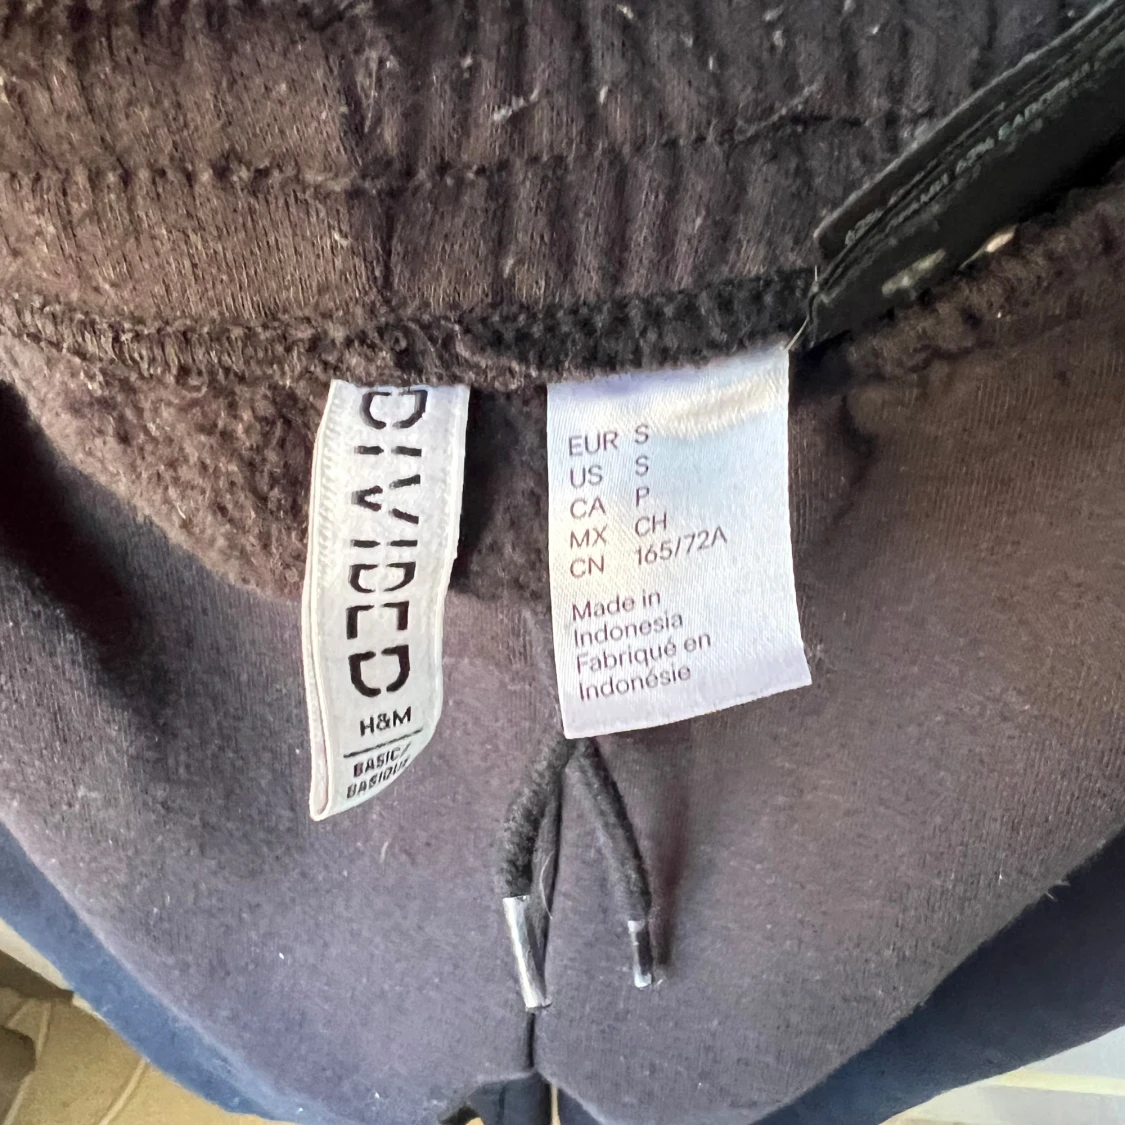 DIVIDED
H&M
BASIC/
BASIQUE
EUR S
US S
CA P
MX CH
CN 165/72A
Made in
Indonesia
Fabriqué en
Indonésie